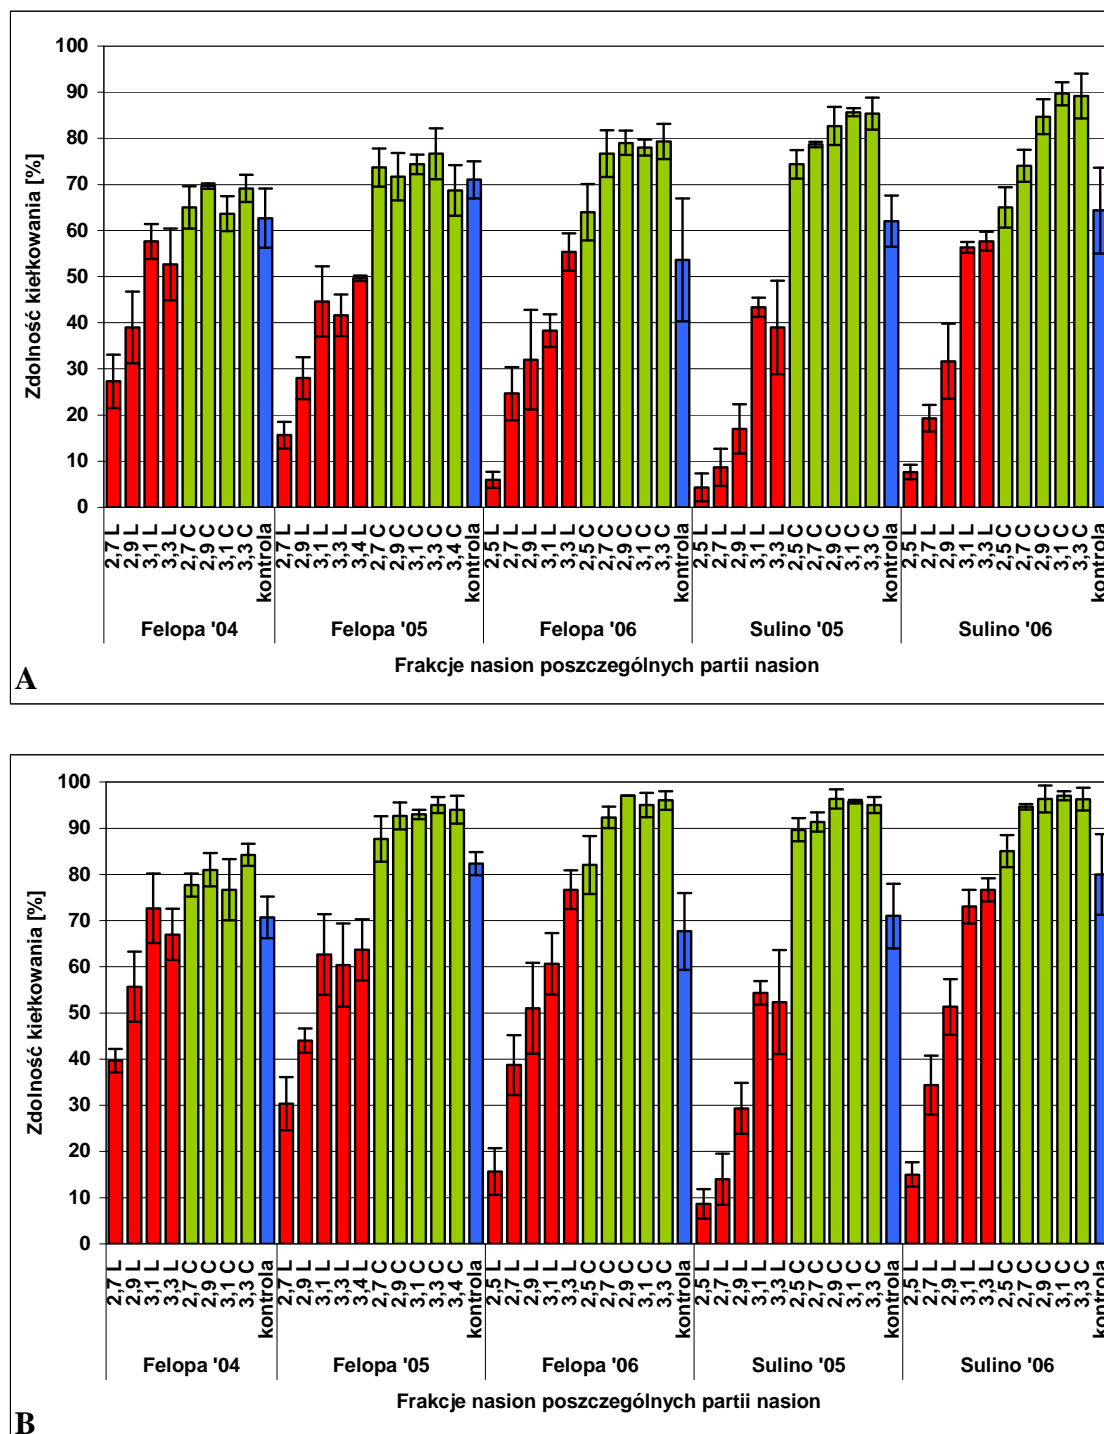 100
90
80
70
60
50
40
30
20
10
0
Zdolność kiełkowania [%]
2,7 L
2,9 L
3,1 L
3,3 L
2,7 C
2,9 C
3,1 C
3,3 C
kontrola
2,7 L
2,9 L
3,1 L
3,3 L
3,4 L
2,7 C
2,9 C
3,1 C
3,3 C
3,4 C
kontrola
2,5 L
2,7 L
2,9 L
3,1 L
3,3 L
2,5 C
2,7 C
2,9 C
3,1 C
3,3 C
kontrola
2,5 L
2,7 L
2,9 L
3,1 L
3,3 L
2,5 C
2,7 C
2,9 C
3,1 C
3,3 C
kontrola
2,5 L
2,7 L
2,9 L
3,1 L
3,3 L
2,5 C
2,7 C
2,9 C
3,1 C
3,3 C
kontrola
Felopa '04 Felopa '05 Felopa '06 Sulino '05 Sulino '06
Frakcje nasion poszczególnych partii nasion
A
100
90
80
70
60
50
40
30
20
10
0
Zdolność kiełkowania [%]
2,7 L
2,9 L
3,1 L
3,3 L
2,7 C
2,9 C
3,1 C
3,3 C
kontrola
2,7 L
2,9 L
3,1 L
3,3 L
3,4 L
2,7 C
2,9 C
3,1 C
3,3 C
3,4 C
kontrola
2,5 L
2,7 L
2,9 L
3,1 L
3,3 L
2,5 C
2,7 C
2,9 C
3,1 C
3,3 C
kontrola
2,5 L
2,7 L
2,9 L
3,1 L
3,3 L
2,5 C
2,7 C
2,9 C
3,1 C
3,3 C
kontrola
2,5 L
2,7 L
2,9 L
3,1 L
3,3 L
2,5 C
2,7 C
2,9 C
3,1 C
3,3 C
kontrola
Felopa '04 Felopa '05 Felopa '06 Sulino '05 Sulino '06
Frakcje nasion poszczególnych partii nasion
B